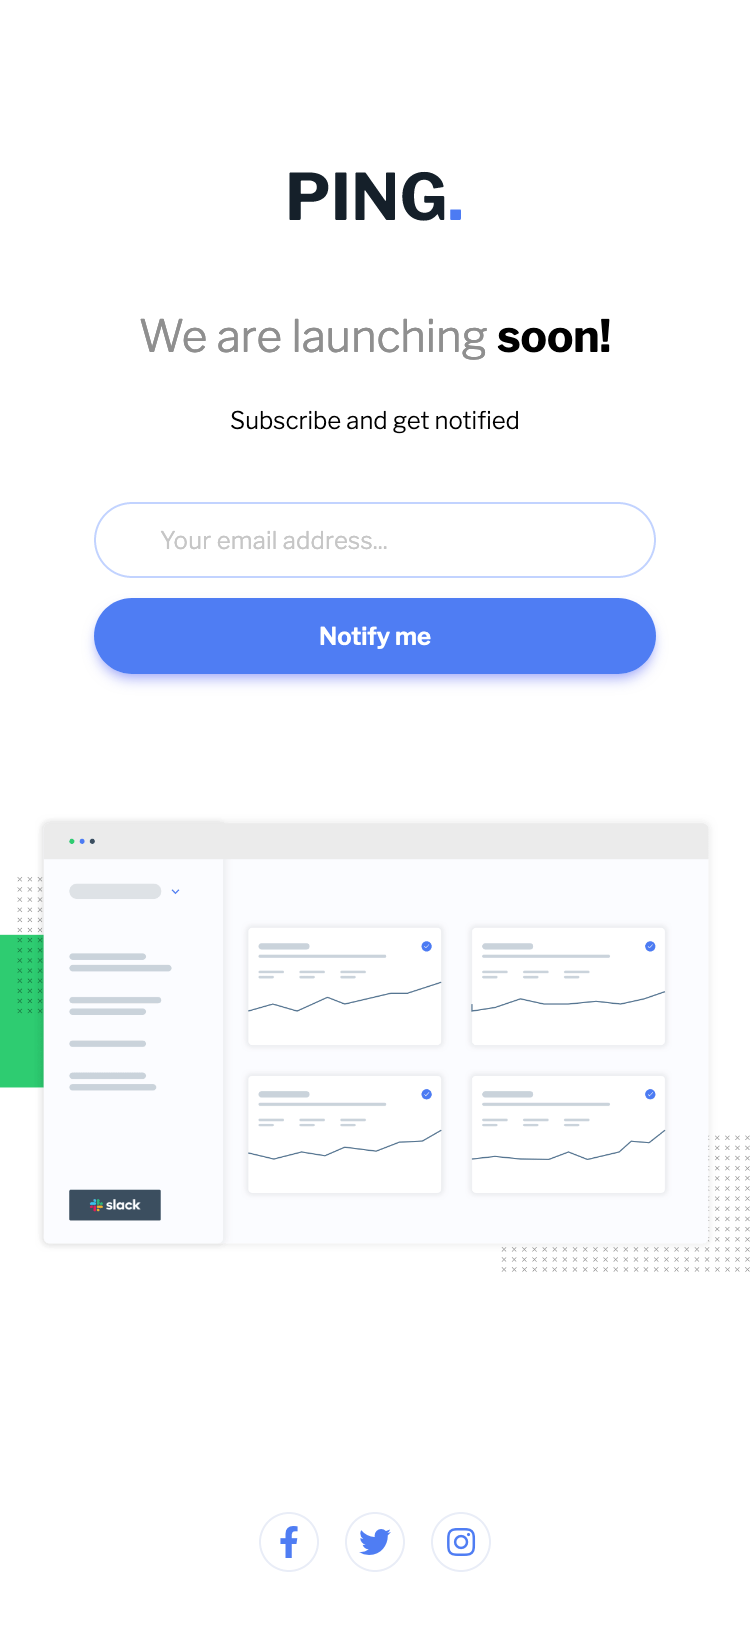 PING.
We are launching soon!
Subscribe and get notified
Your email address...
Notify me
slack